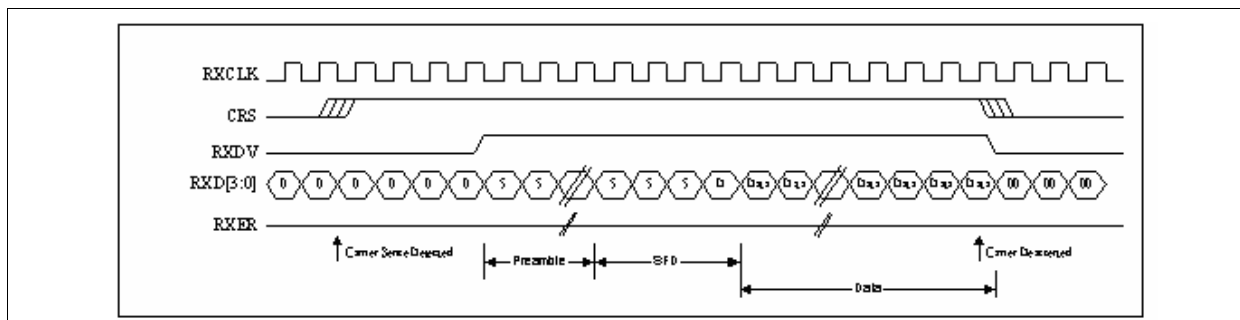 RXCLK
CRS
RXDV
RXD[3:0] 0 0 0 0 0 0 5 5 5 5 5 D 00 00 00
RXER
Carrier Sense Detected
Preamble
SFD
Carrier Deasserted
Data